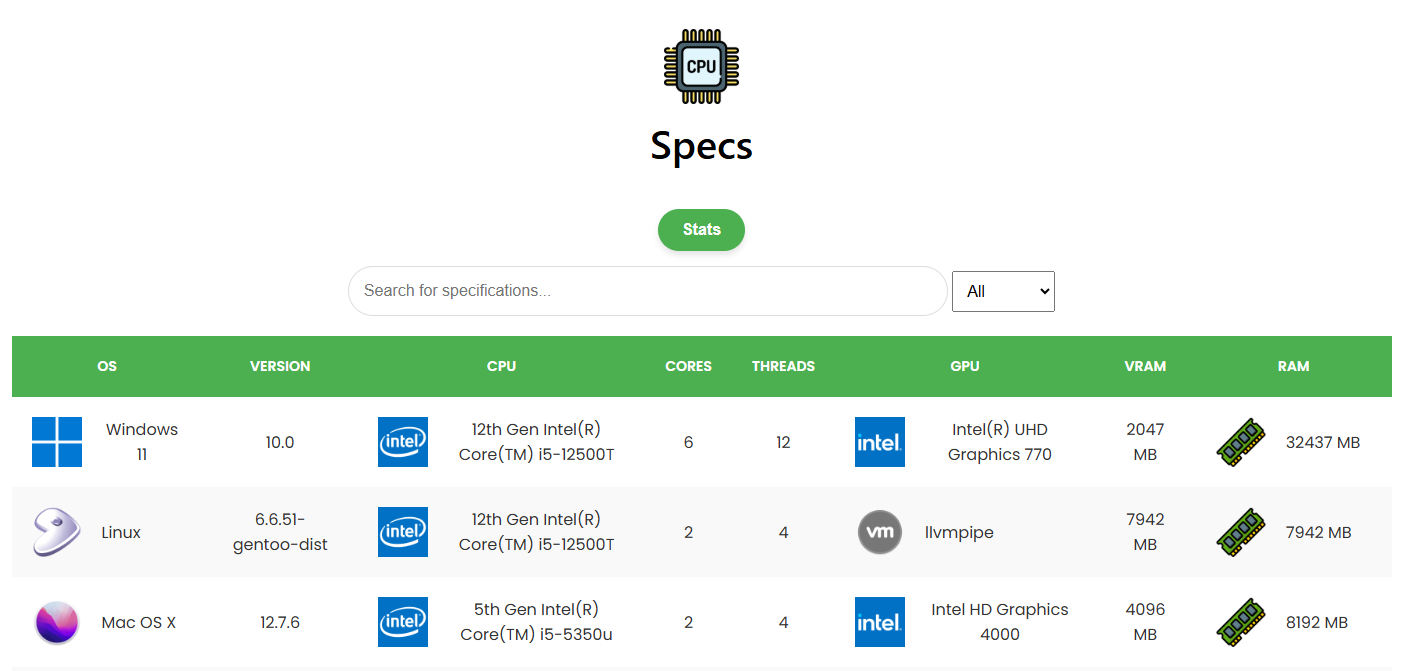 CPU
Specs
Stats
Search for specifications...
All
OS VERSION CPU CORES THREADS GPU VRAM RAM
Windows
11
10.0
intel
12th Gen Intel(R)
Core(TM) i5-12500T
6
12
intel.
Intel(R) UHD
Graphics 770
2047
MB
32437 MB
Linux
6.6.51-
gentoo-dist
intel
12th Gen Intel(R)
Core(TM) i5-12500T
2
4
vm
llvmpipe
7942
MB
7942 MB
Mac OS X
12.7.6
intel
5th Gen Intel(R)
Core(TM) i5-5350u
2
4
intel.
Intel HD Graphics
4000
4096
MB
8192 MB